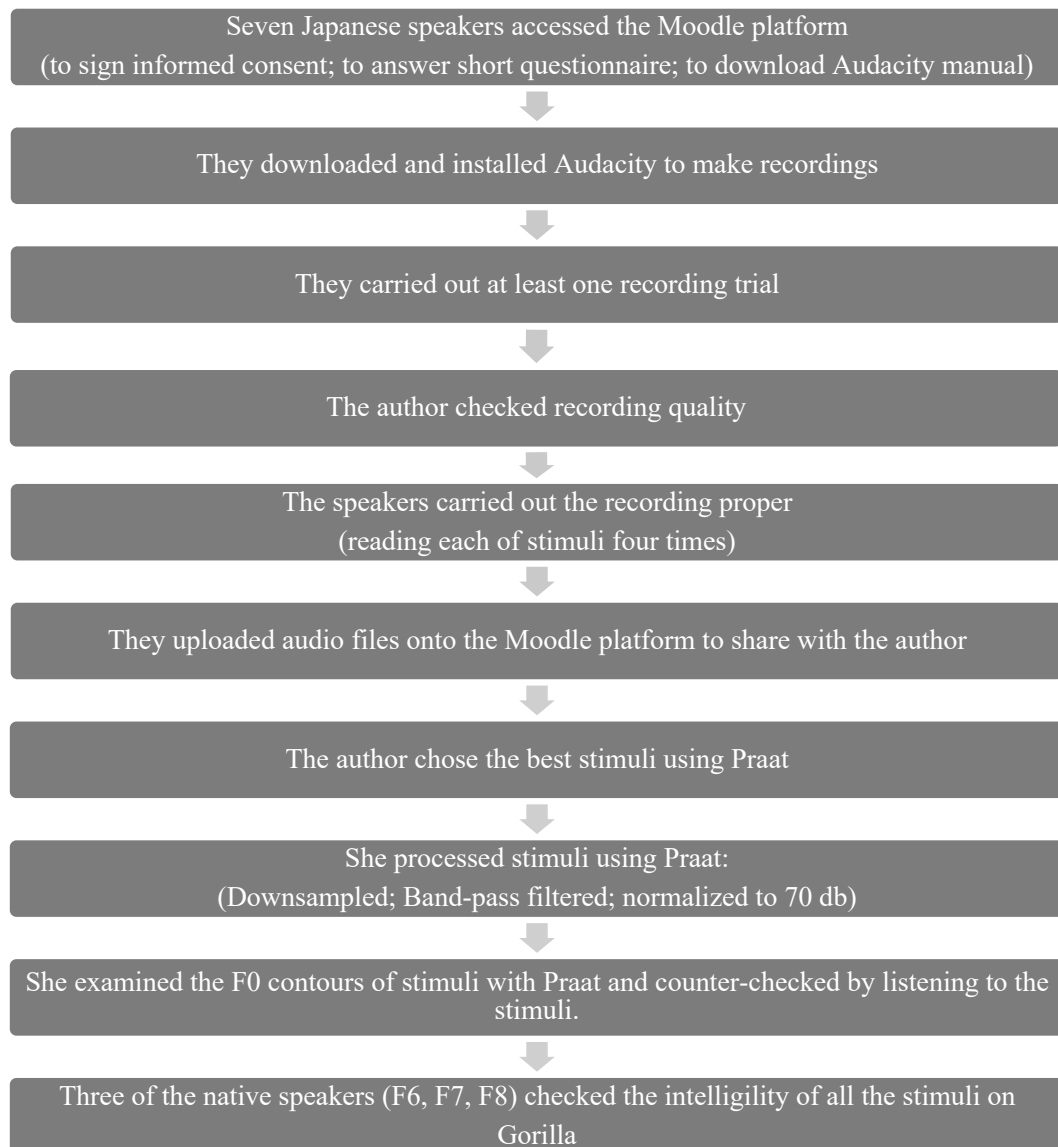 Seven Japanese speakers accessed the Moodle platform
(to sign informed consent; to answer short questionnaire; to download Audacity manual)
They downloaded and installed Audacity to make recordings
They carried out at least one recording trial
The author checked recording quality
The speakers carried out the recording proper
(reading each of stimuli four times)
They uploaded audio files onto the Moodle platform to share with the author
The author chose the best stimuli using Praat
She processed stimuli using Praat:
(Downsampled; Band-pass filtered; normalized to 70 db)
She examined the F0 contours of stimuli with Praat and counter-checked by listening to the
stimuli.
Three of the native speakers (F6, F7, F8) checked the intelligility of all the stimuli on
Gorilla